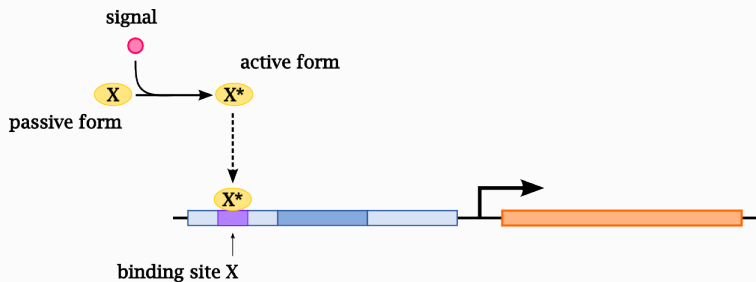 signal
active form
X
X*
passive form
X*
binding site X